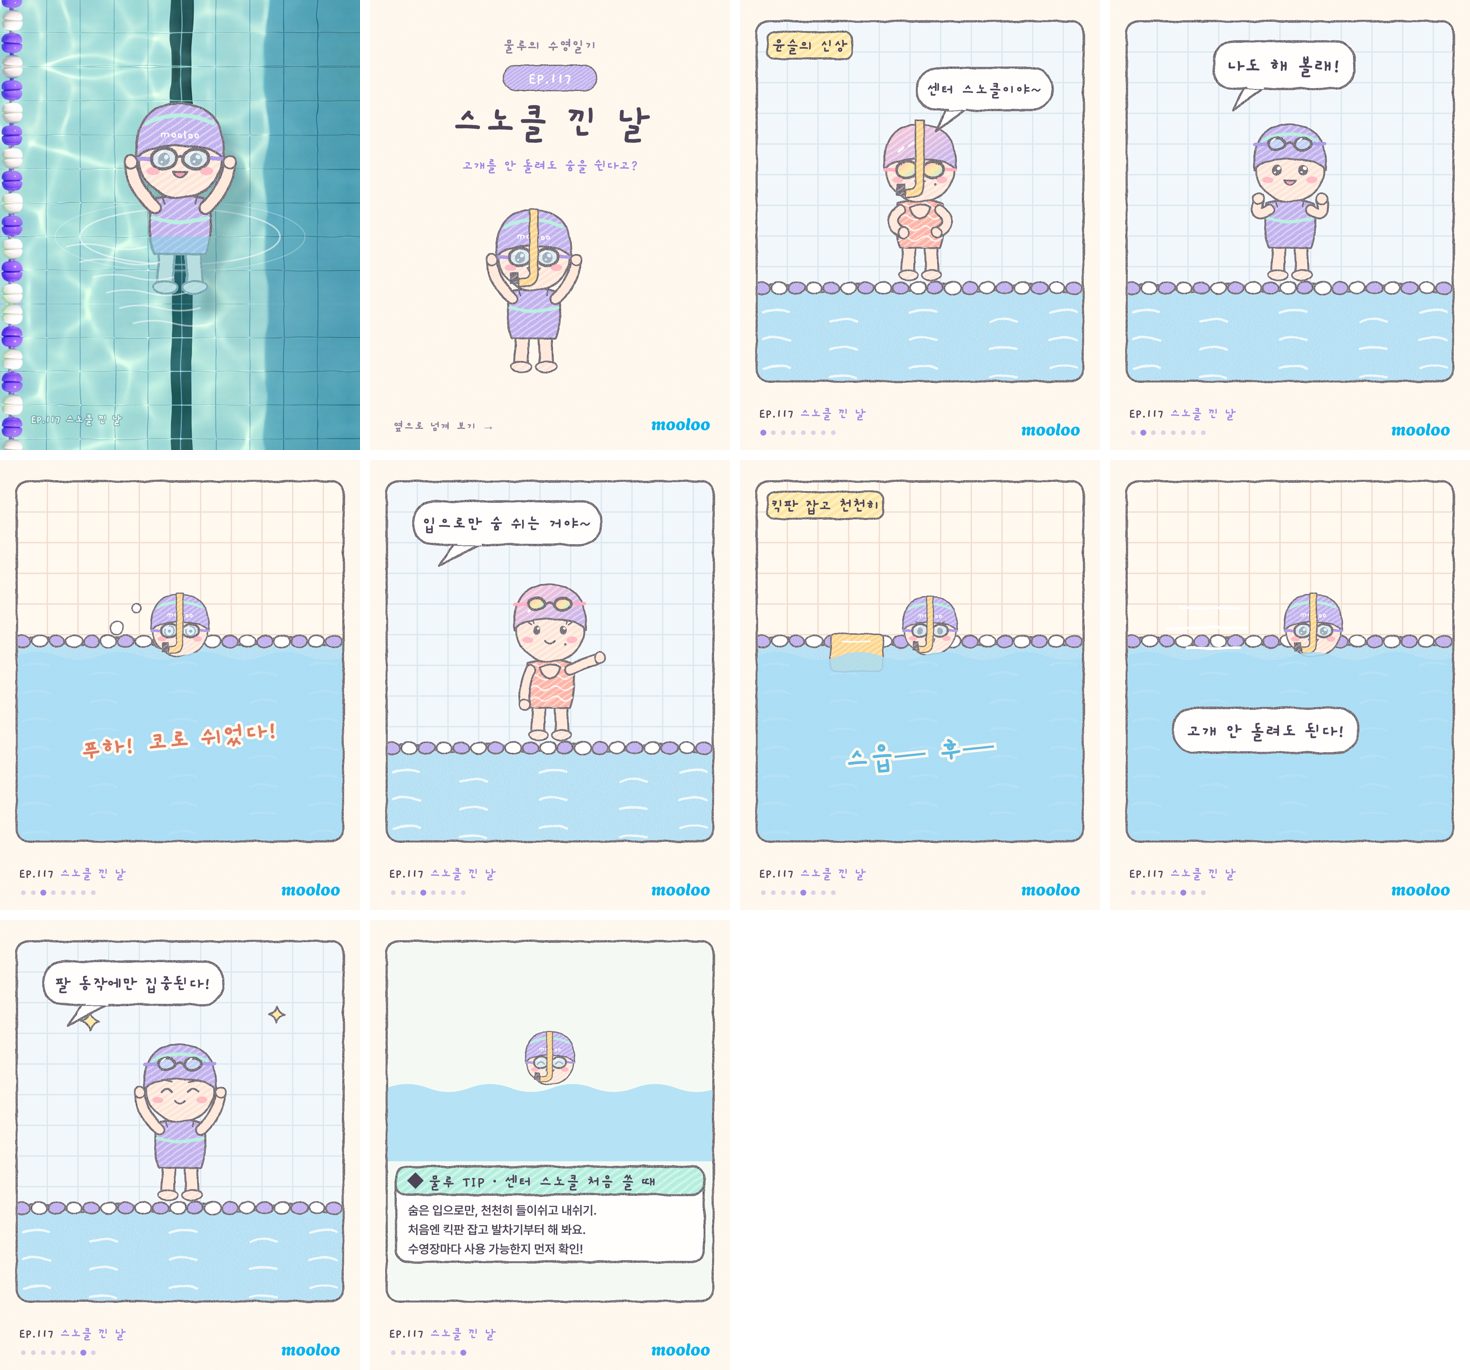 mooloo
EP.117 스노클 낀 날
물루의 수영일기
EP.117
스노클 낀 날
고개를 안 돌려도 숨을 쉰다고?
옆으로 넘겨 보기 →
mooloo
윤슬의 신상
센터 스노클이야~
EP.117 스노클 낀 날
mooloo
나도 해 볼래!
EP.117 스노클 낀 날
mooloo
푸하! 코로 쉬었다!
EP.117 스노클 낀 날
mooloo
입으로만 숨 쉬는 거야~
EP.117 스노클 낀 날
mooloo
킥판 잡고 천천히
스읍── 후──
EP.117 스노클 낀 날
mooloo
고개 안 돌려도 된다!
EP.117 스노클 낀 날
mooloo
팔 동작에만 집중된다!
EP.117 스노클 낀 날
mooloo
◆ 물루 TIP · 센터 스노클 처음 쓸 때
숨은 입으로만, 천천히 들이쉬고 내쉬기.
처음엔 킥판 잡고 발차기부터 해 봐요.
수영장마다 사용 가능한지 먼저 확인!
EP.117 스노클 낀 날
mooloo